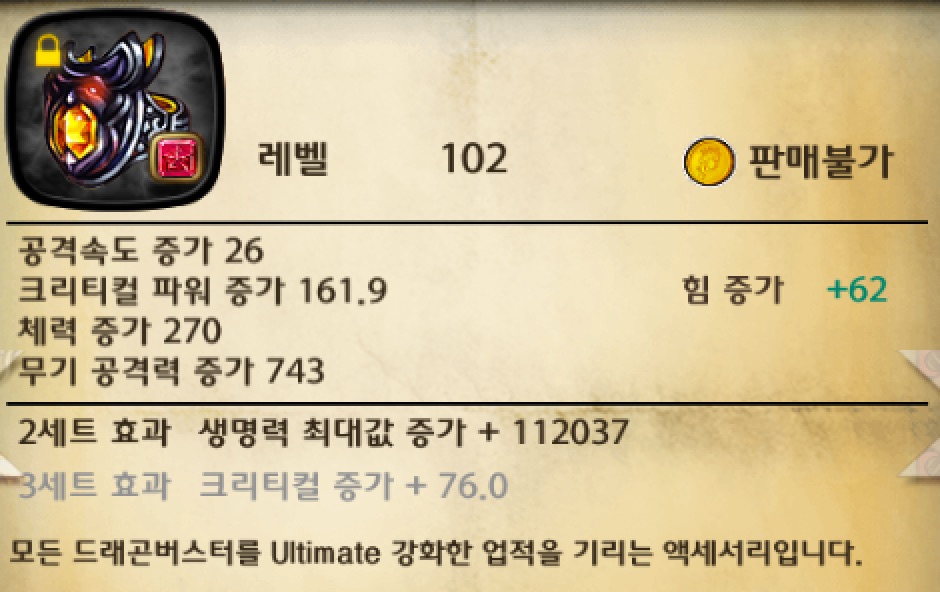 레벨 102 판매불가
공격속도 증가 26
크리티컬 파워 증가 161.9 힘 증가 +62
체력 증가 270
무기 공격력 증가 743
2세트 효과 생명력 최대값 증가 + 112037
3세트 효과 크리티컬 증가 + 76.0
모든 드래곤버스터를 Ultimate 강화한 업적을 기리는 액세서리입니다.